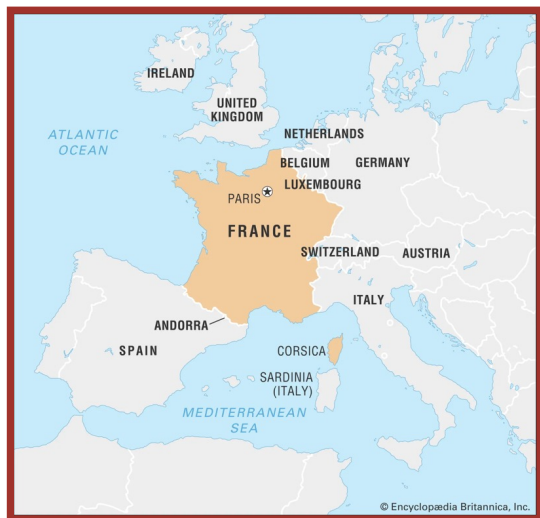 IRELAND
UNITED
KINGDOM
ATLANTIC
OCEAN
NETHERLANDS
BELGIUM
GERMANY
LUXEMBOURG
PARIS
FRANCE
SWITZERLAND
AUSTRIA
ITALY
ANDORRA
SPAIN
CORSICA
SARDINIA
(ITALY)
MEDITERRANEAN
SEA
© Encyclopædia Britannica, Inc.